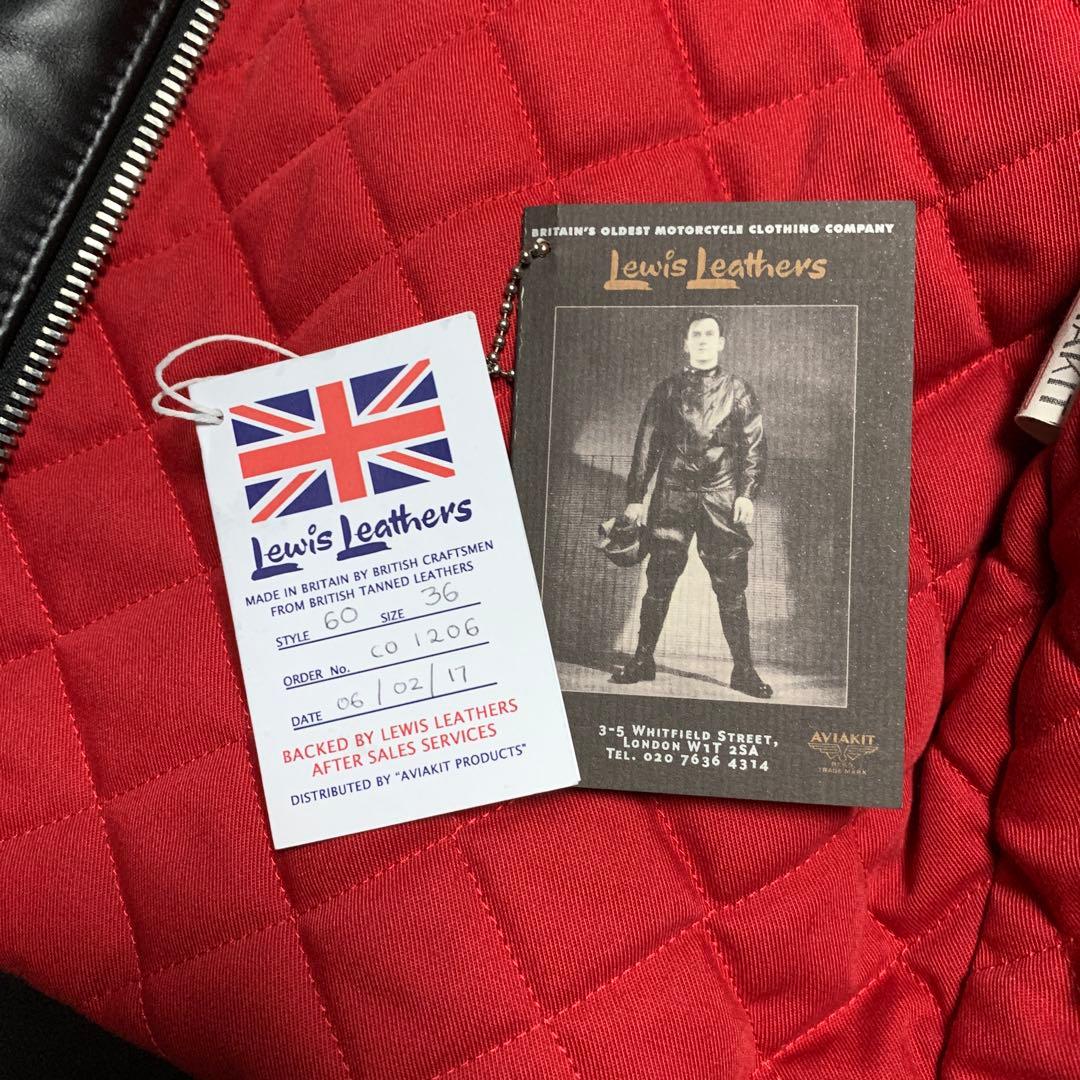 Lewis Leathers
MADE IN BRITAIN BY BRITISH CRAFTSMEN
FROM BRITISH TANNED LEATHERS
STYLE 60 SIZE 36
ORDER No. CO 1206
DATE 06/02/17
BACKED BY LEWIS LEATHERS
AFTER SALES SERVICES
DISTRIBUTED BY "AVIAKIT PRODUCTS"
BRITAIN'S OLDEST MOTORCYCLE CLOTHING COMPANY
Lewis Leathers
3-5 WHITFIELD STREET,
LONDON W1T 2SA
TEL. 020 7636 4314
AVIAKIT
REGD
TRADE MARK
AKIT